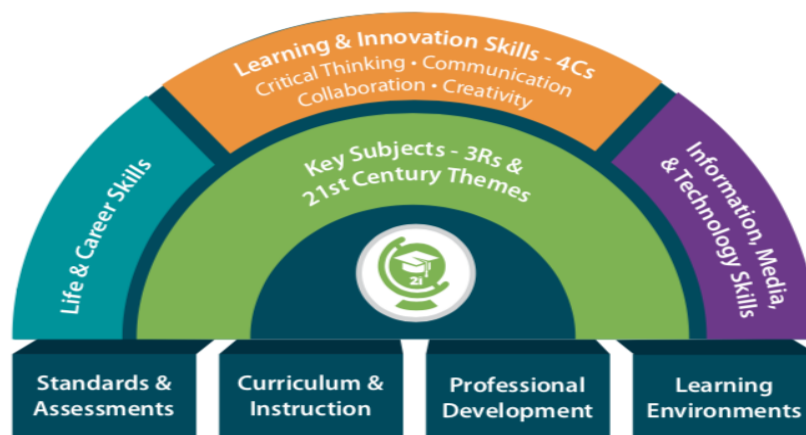 Learning & Innovation Skills - 4Cs
Critical Thinking • Communication
Collaboration • Creativity
Life & Career Skills
Key Subjects - 3Rs &
21st Century Themes
Information, Media,
& Technology Skills
21
Standards &
Assessments
Curriculum &
Instruction
Professional
Development
Learning
Environments